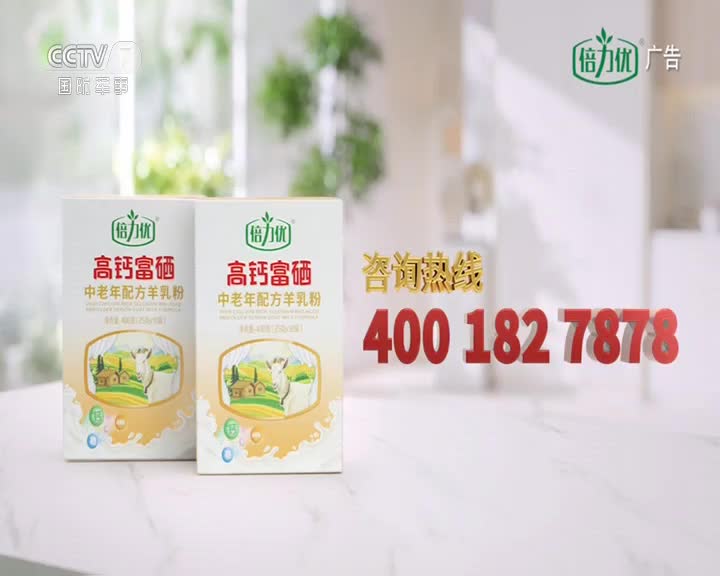 CCTV 7
国防军事
倍力优 广告
倍力优
高钙富硒
中老年配方羊乳粉
倍力优
高钙富硒
中老年配方羊乳粉
咨询热线
400 182 7878